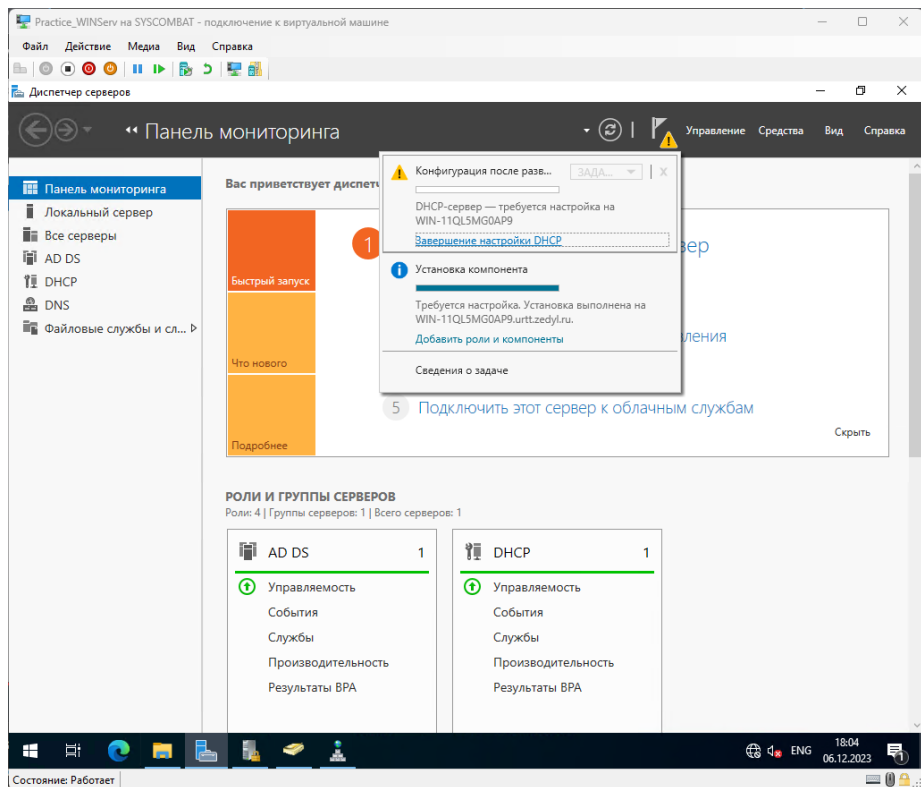 Practice_WINServ на SYSCOMBAT - подключение к виртуальной машине
Файл Действие Медиа Вид Справка
Диспетчер серверов
Панель мониторинга
Управление Средства Вид Справка
Панель мониторинга
Локальный сервер
Все серверы
AD DS
DHCP
DNS
Файловые службы и сл...
Вас приветствует диспет
Конфигурация после разв...
ЗАДА...
X
DHCP-сервер — требуется настройка на
WIN-11QL5MG0AP9
Завершение настройки DHCP
Установка компонента
Требуется настройка. Установка выполнена на
WIN-11QL5MG0AP9.urtt.zedyl.ru.
Добавить роли и компоненты
Сведения о задаче
1
вер
Быстрый запуск
ления
Что нового
5 Подключить этот сервер к облачным службам
Подробнее
Скрыть
РОЛИ И ГРУППЫ СЕРВЕРОВ
Роли: 4 | Группы серверов: 1 | Всего серверов: 1
AD DS 1
Управляемость
События
Службы
Производительность
Результаты BPA
DHCP 1
Управляемость
События
Службы
Производительность
Результаты BPA
ENG
18:04
06.12.2023
1
Состояние: Работает